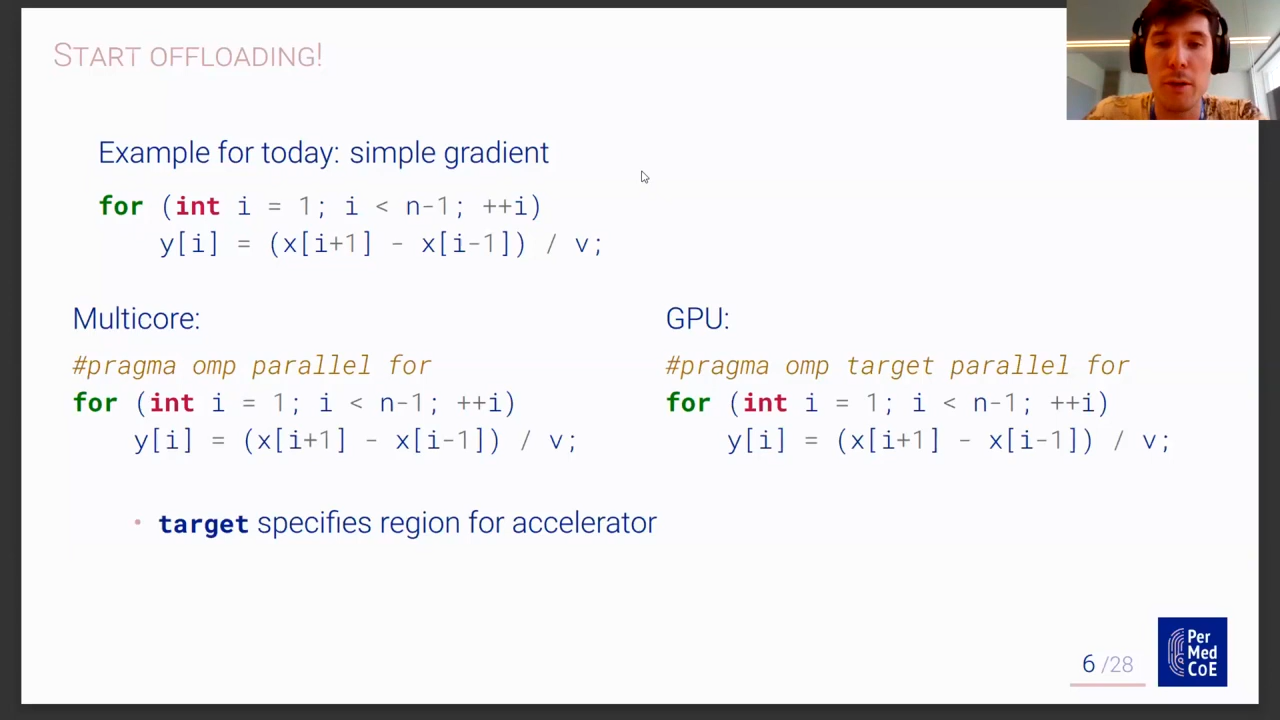 START OFFLOADING!
Example for today: simple gradient
for (int i = 1; i < n-1; ++i)
y[i] = (x[i+1] - x[i-1]) / v;
Multicore:
#pragma omp parallel for
for (int i = 1; i < n-1; ++i)
y[i] = (x[i+1] - x[i-1]) / v;
GPU:
#pragma omp target parallel for
for (int i = 1; i < n-1; ++i)
y[i] = (x[i+1] - x[i-1]) / v;
• target specifies region for accelerator
6 /28
Per
Med
CoE